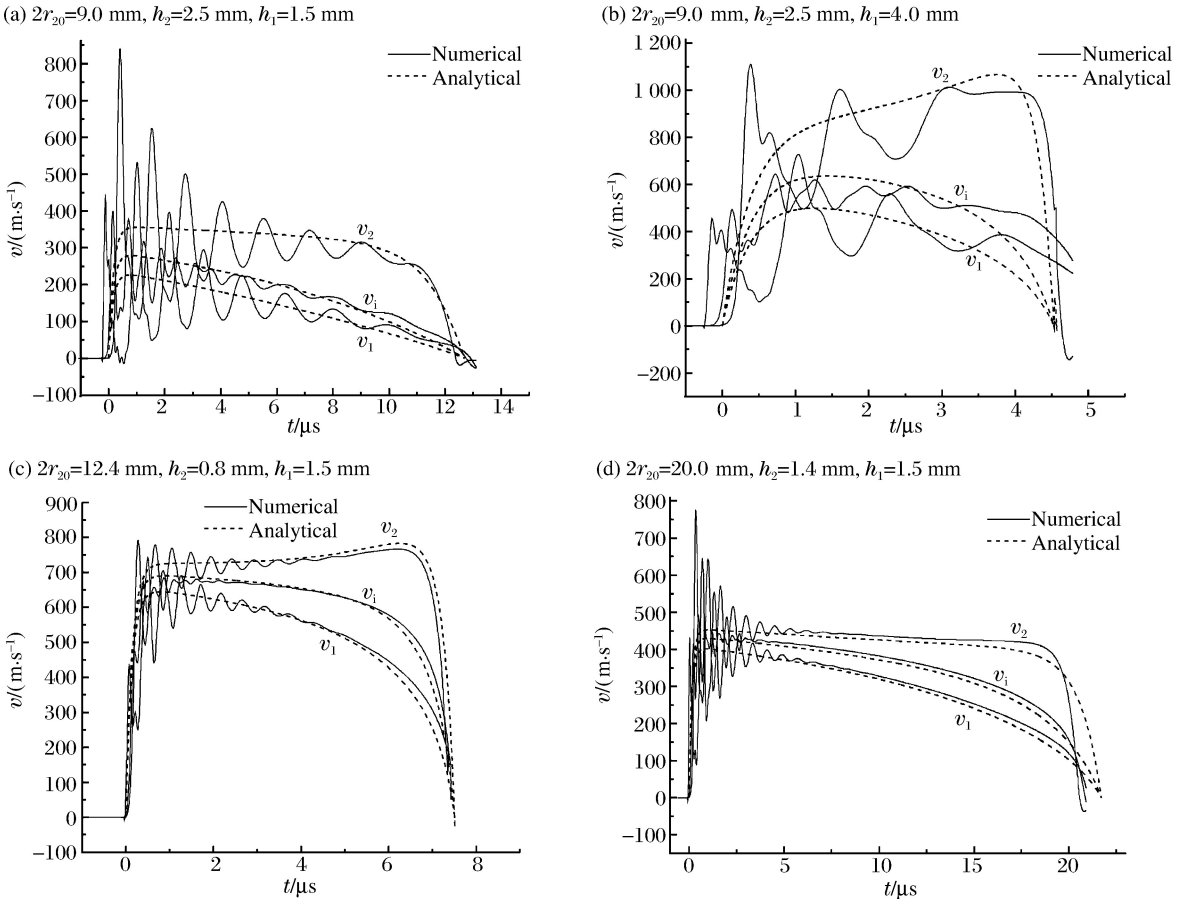 (a) 2r₂₀=9.0 mm, h₂=2.5 mm, h₁=1.5 mm
Numerical
Analytical
800
700
600
500
400
300
200
100
0
−100
v/(m·s⁻¹)
v₂
vᵢ
v₁
0 2 4 6 8 10 12 14
t/μs
(b) 2r₂₀=9.0 mm, h₂=2.5 mm, h₁=4.0 mm
Numerical
Analytical
1 200
1 000
800
600
400
200
0
−200
v/(m·s⁻¹)
v₂
vᵢ
v₁
0 1 2 3 4 5
t/μs
(c) 2r₂₀=12.4 mm, h₂=0.8 mm, h₁=1.5 mm
Numerical
Analytical
900
800
700
600
500
400
300
200
100
0
−100
v/(m·s⁻¹)
v₂
vᵢ
v₁
0 2 4 6 8
t/μs
(d) 2r₂₀=20.0 mm, h₂=1.4 mm, h₁=1.5 mm
Numerical
Analytical
800
700
600
500
400
300
200
100
0
−100
v/(m·s⁻¹)
v₂
vᵢ
v₁
0 5 10 15 20
t/μs